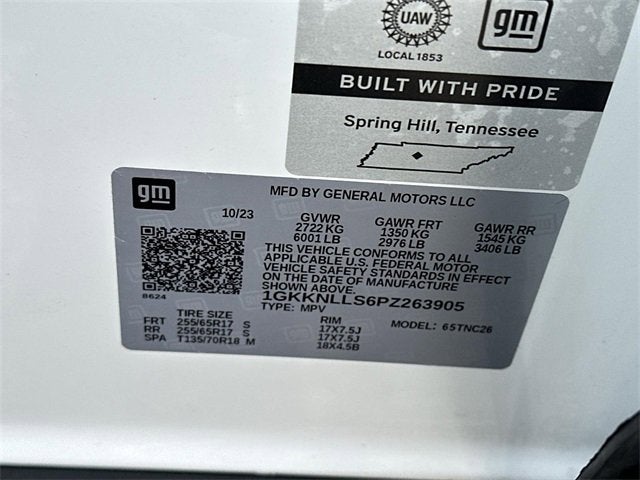 UAW
gm
LOCAL 1853
BUILT WITH PRIDE
Spring Hill, Tennessee
gm
MFD BY GENERAL MOTORS LLC
10/23
GVWR GAWR FRT GAWR RR
2722 KG 1350 KG 1545 KG
6001 LB 2976 LB 3406 LB
THIS VEHICLE CONFORMS TO ALL
APPLICABLE U.S. FEDERAL MOTOR
VEHICLE SAFETY STANDARDS IN EFFECT
ON THE DATE OF MANUFACTURE
SHOWN ABOVE.
8624
1GKKNLLS6PZ263905
TYPE: MPV MODEL: 65TNC26
TIRE SIZE RIM
FRT 255/65R17 S 17X7.5J
RR 255/65R17 S 17X7.5J
SPA T135/70R18 M 18X4.5B